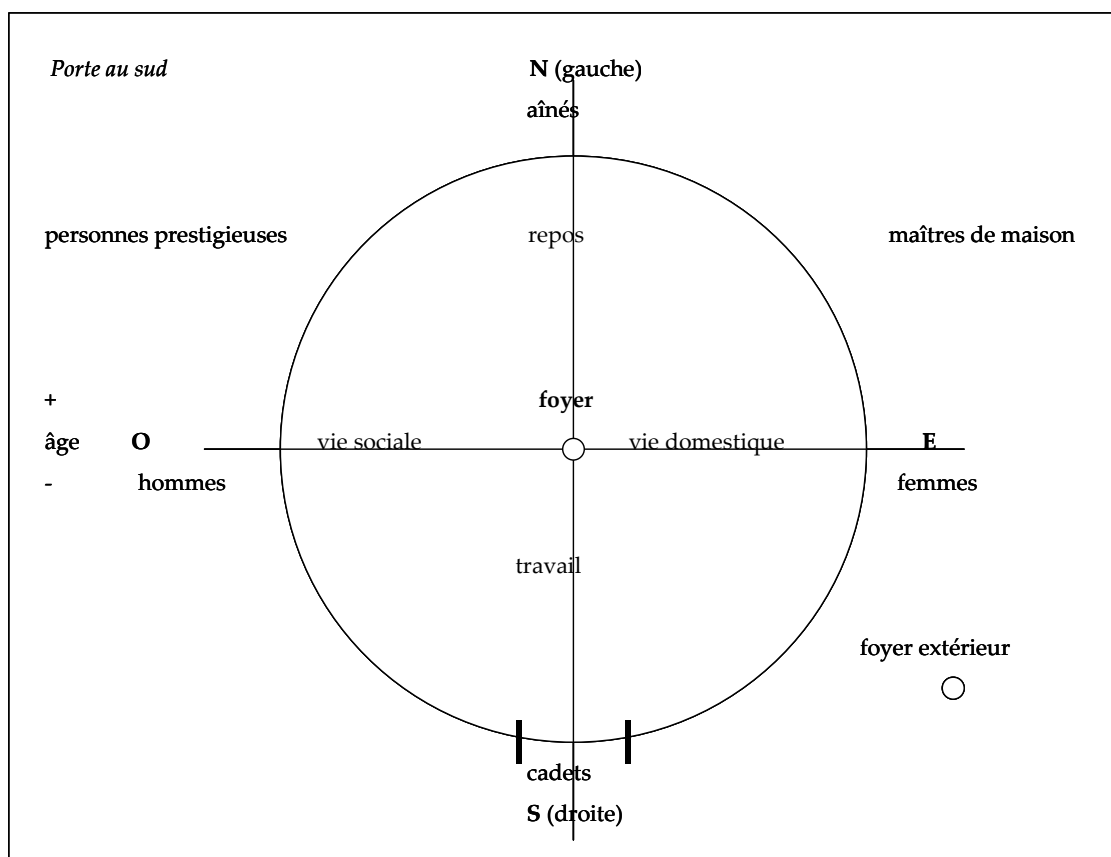 Porte au sud
N (gauche)
aînés
personnes prestigieuses
repos
maîtres de maison
+
foyer
âge
O
vie sociale
vie domestique
E
-
hommes
femmes
travail
foyer extérieur
cadets
S (droite)